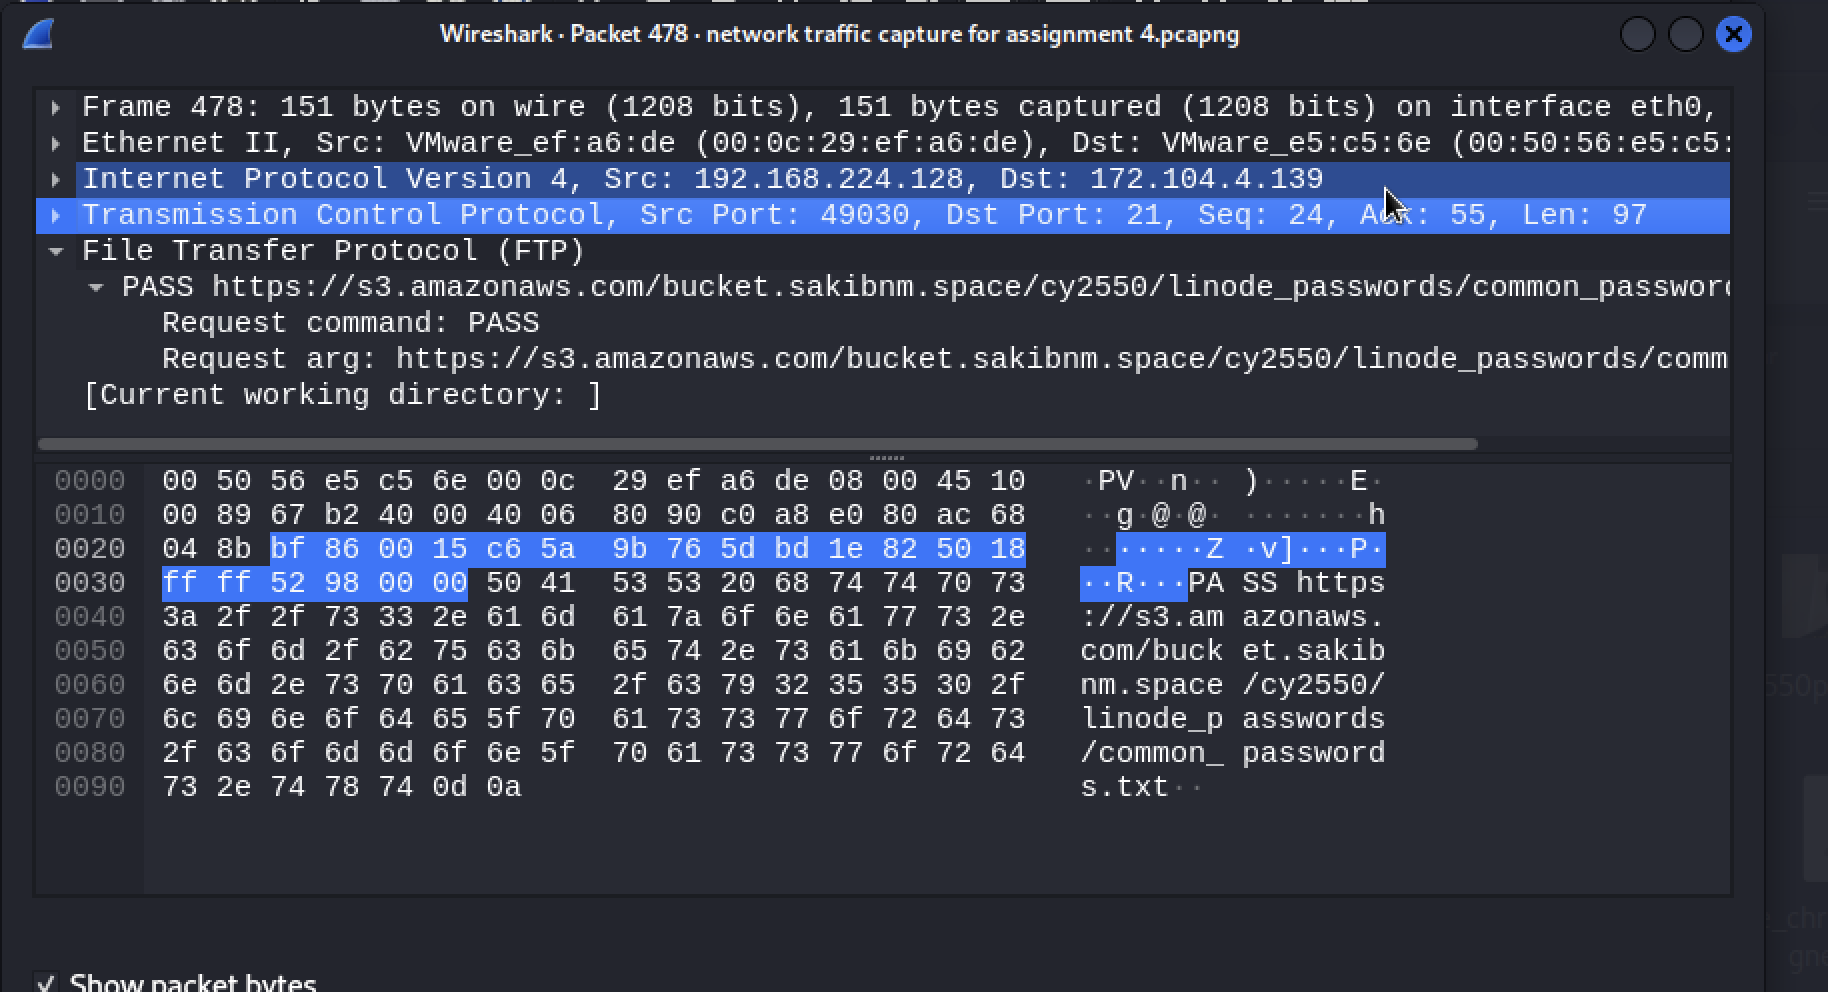 Wireshark · Packet 478 · network traffic capture for assignment 4.pcapng
Frame 478: 151 bytes on wire (1208 bits), 151 bytes captured (1208 bits) on interface eth0,
Ethernet II, Src: VMware_ef:a6:de (00:0c:29:ef:a6:de), Dst: VMware_e5:c5:6e (00:50:56:e5:c5:
Internet Protocol Version 4, Src: 192.168.224.128, Dst: 172.104.4.139
Transmission Control Protocol, Src Port: 49030, Dst Port: 21, Seq: 24, Ack: 55, Len: 97
File Transfer Protocol (FTP)
PASS https://s3.amazonaws.com/bucket.sakibnm.space/cy2550/linode_passwords/common_password
Request command: PASS
Request arg: https://s3.amazonaws.com/bucket.sakibnm.space/cy2550/linode_passwords/comm
[Current working directory: ]
0000 00 50 56 e5 c5 6e 00 0c 29 ef a6 de 08 00 45 10 ·PV··n·· )·····E·
0010 00 89 67 b2 40 00 40 06 80 90 c0 a8 e0 80 ac 68 ··g·@·@· ·······h
0020 04 8b bf 86 00 15 c6 5a 9b 76 5d bd 1e 82 50 18 ·······Z ·v]···P·
0030 ff ff 52 98 00 00 50 41 53 53 20 68 74 74 70 73 ··R···PA SS https
0040 3a 2f 2f 73 33 2e 61 6d 61 7a 6f 6e 61 77 73 2e ://s3.am azonaws.
0050 63 6f 6d 2f 62 75 63 6b 65 74 2e 73 61 6b 69 62 com/buck et.sakib
0060 6e 6d 2e 73 70 61 63 65 2f 63 79 32 35 35 30 2f nm.space /cy2550/
0070 6c 69 6e 6f 64 65 5f 70 61 73 73 77 6f 72 64 73 linode_p asswords
0080 2f 63 6f 6d 6d 6f 6e 5f 70 61 73 73 77 6f 72 64 /common_ password
0090 73 2e 74 78 74 0d 0a s.txt··
Show packet bytes